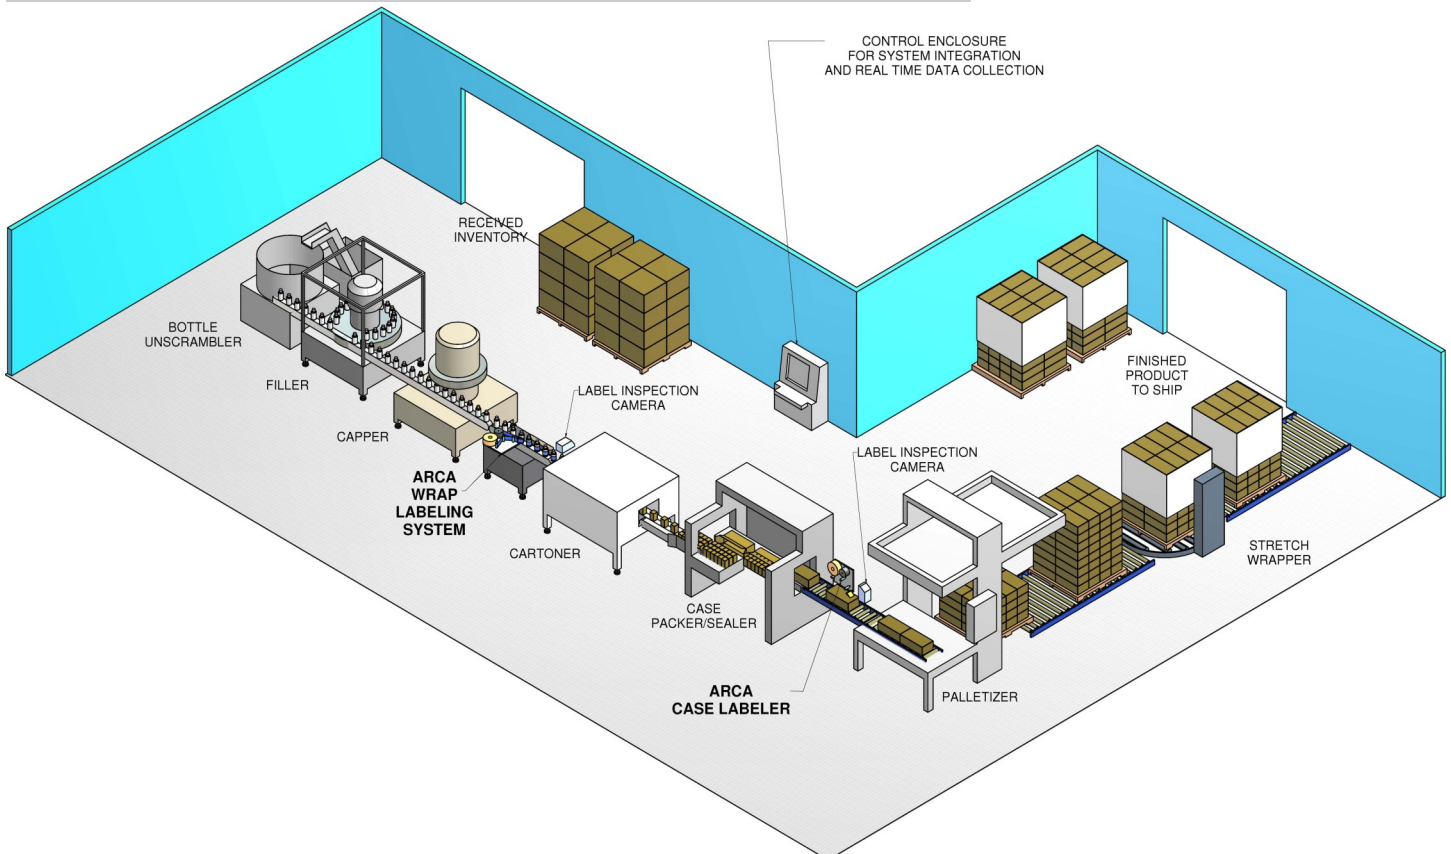 CONTROL ENCLOSURE
FOR SYSTEM INTEGRATION
AND REAL TIME DATA COLLECTION
RECEIVED
INVENTORY
BOTTLE
UNSCRAMBLER
FILLER
CAPPER
LABEL INSPECTION
CAMERA
ARCA
WRAP
LABELING
SYSTEM
CARTONER
CASE
PACKER/SEALER
LABEL INSPECTION
CAMERA
ARCA
CASE LABELER
PALLETIZER
FINISHED
PRODUCT
TO SHIP
STRETCH
WRAPPER